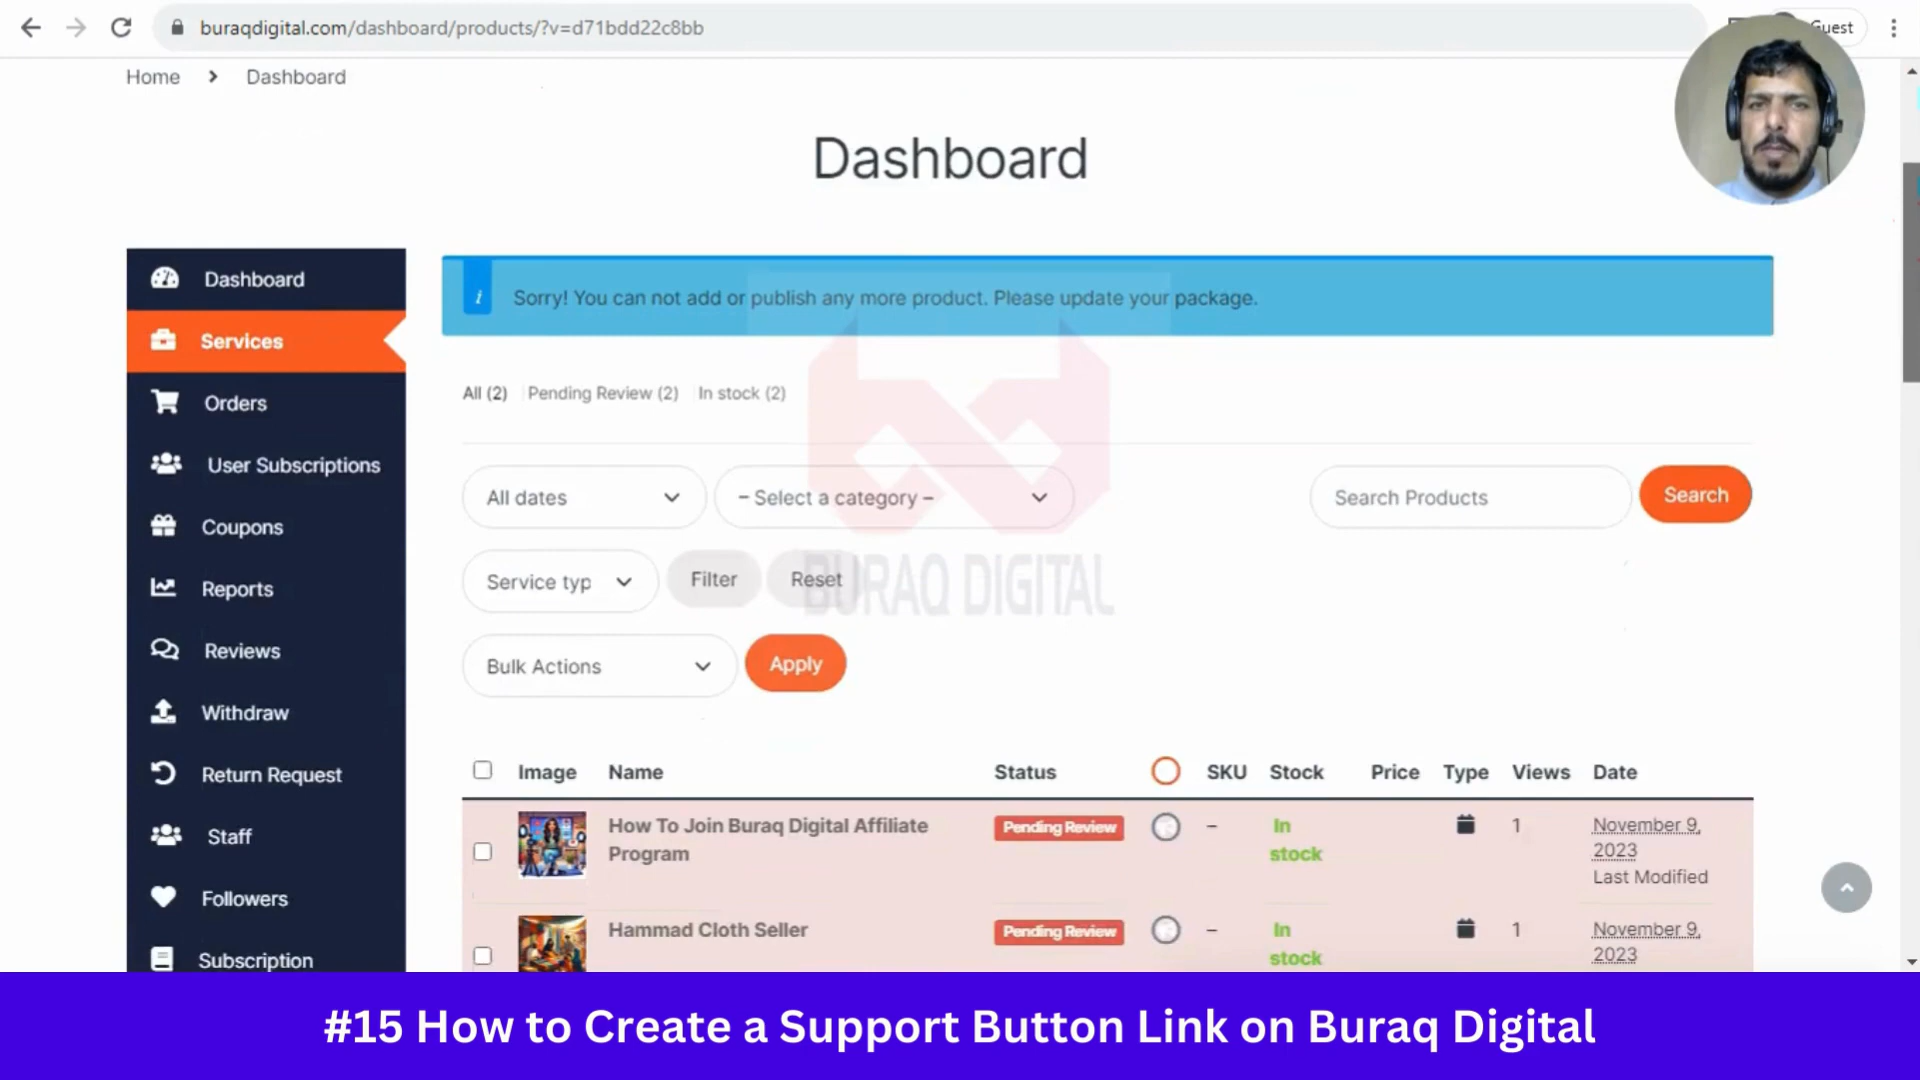 buraqdigital.com/dashboard/products/?v=d71bdd22c8bb
Guest
Home Dashboard
Dashboard
Dashboard
Services
Orders
User Subscriptions
Coupons
Reports
Reviews
Withdraw
Return Request
Staff
Followers
Subscription
Sorry! You can not add or publish any more product. Please update your package.
All (2) Pending Review (2) In stock (2)
All dates – Select a category – Search Products Search
Service typ Filter Reset
BURAQ DIGITAL
Bulk Actions Apply
Image Name Status SKU Stock Price Type Views Date
How To Join Buraq Digital Affiliate Program Pending Review – In stock 1 November 9, 2023 Last Modified
Hammad Cloth Seller Pending Review – In stock 1 November 9, 2023
#15 How to Create a Support Button Link on Buraq Digital